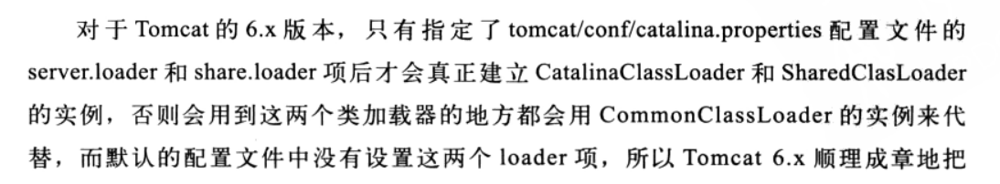 对于 Tomcat 的 6.x 版本，只有指定了 tomcat/conf/catalina.properties 配置文件的
server.loader 和 share.loader 项后才会真正建立 CatalinaClassLoader 和 SharedClasLoader
的实例，否则会用到这两个类加载器的地方都会用 CommonClassLoader 的实例来代
替，而默认的配置文件中没有设置这两个 loader 项，所以 Tomcat 6.x 顺理成章地把